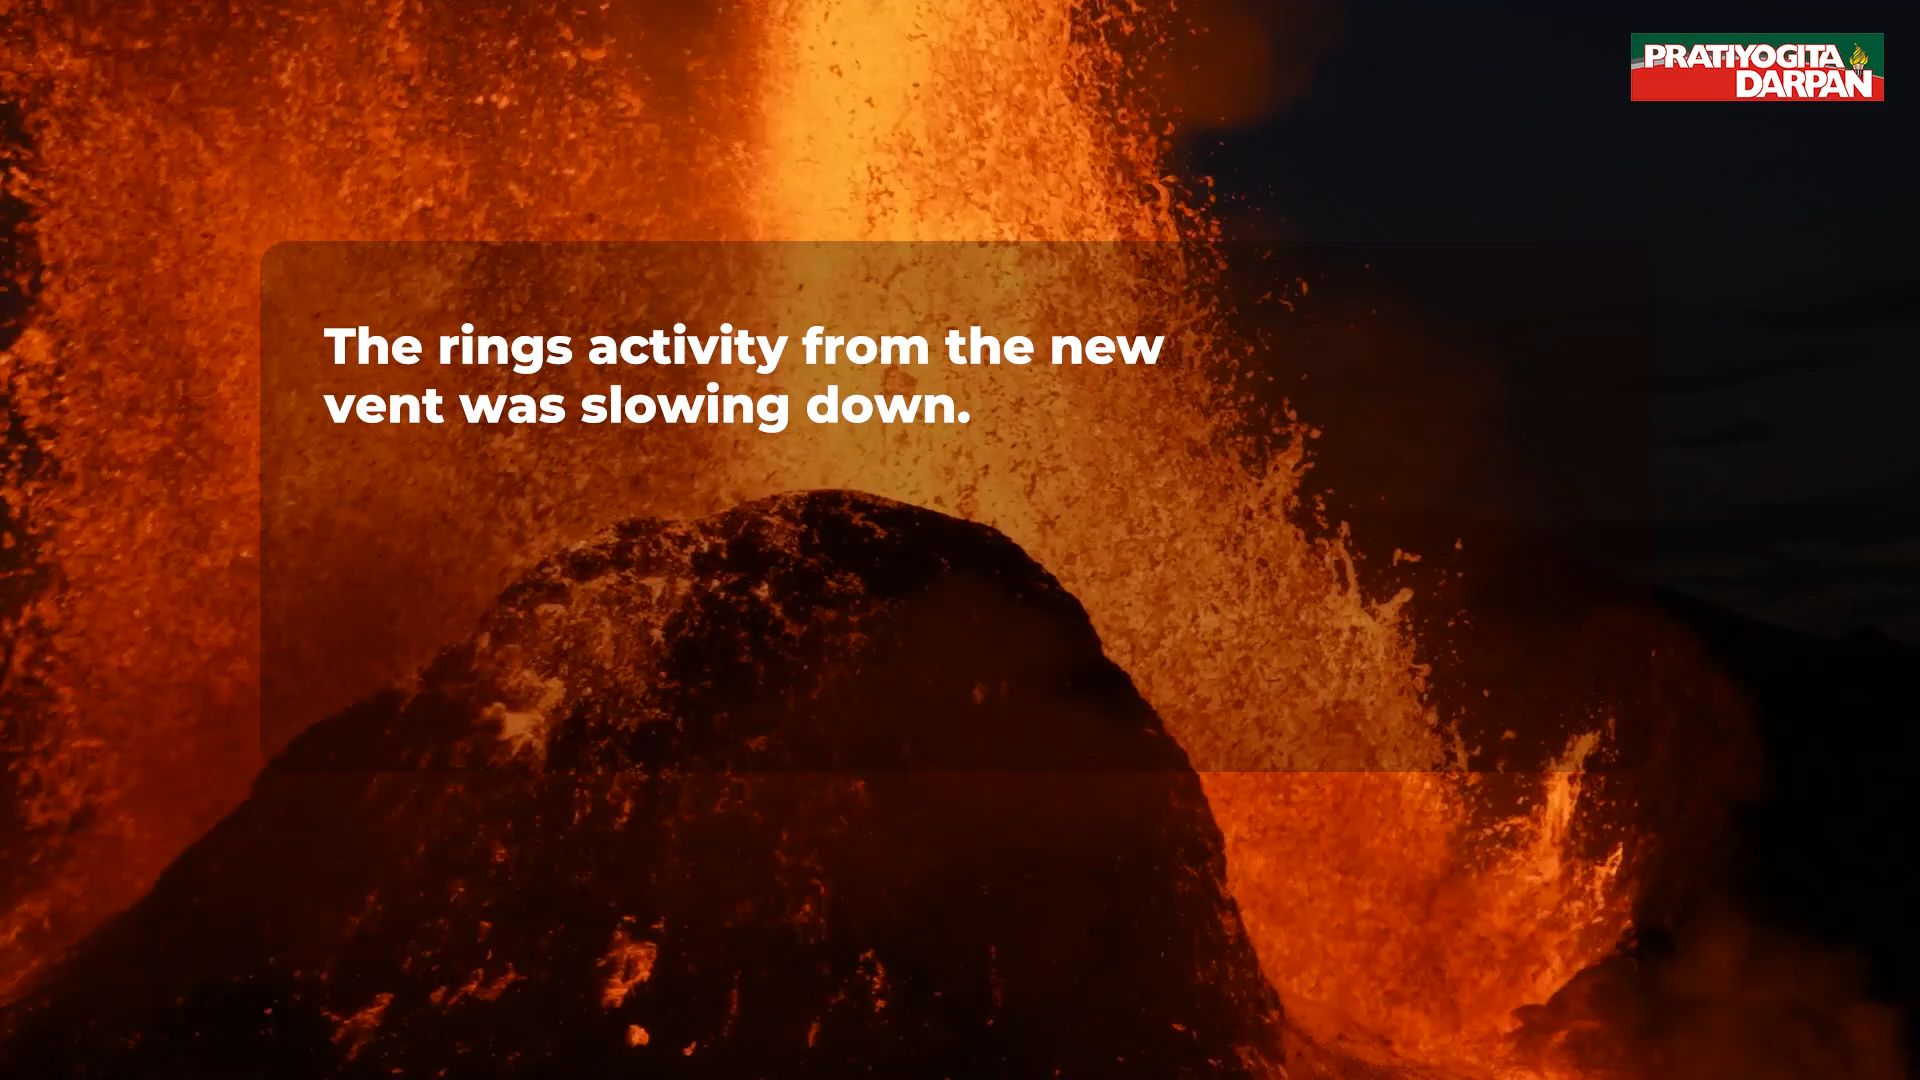 PRATIYOGITA
DARPAN
The rings activity from the new
vent was slowing down.